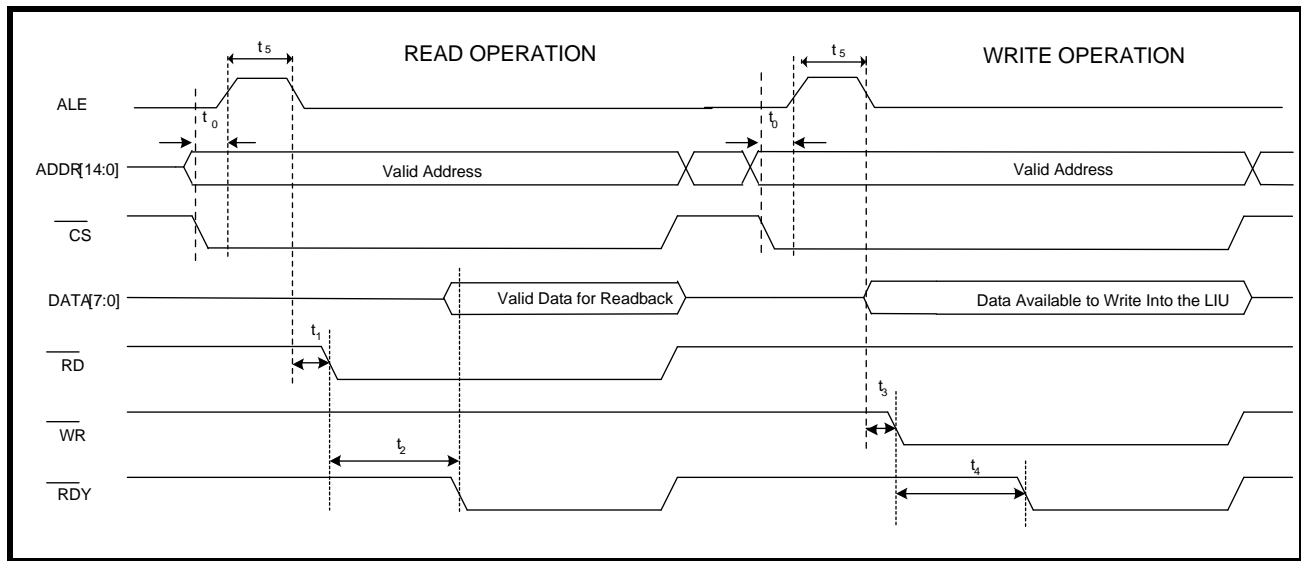 READ OPERATION
WRITE OPERATION
t5
t5
ALE
t0
t0
ADDR[14:0]
Valid Address
Valid Address
CS
DATA[7:0]
Valid Data for Readback
Data Available to Write Into the LIU
t1
RD
t3
WR
t2
t4
RDY